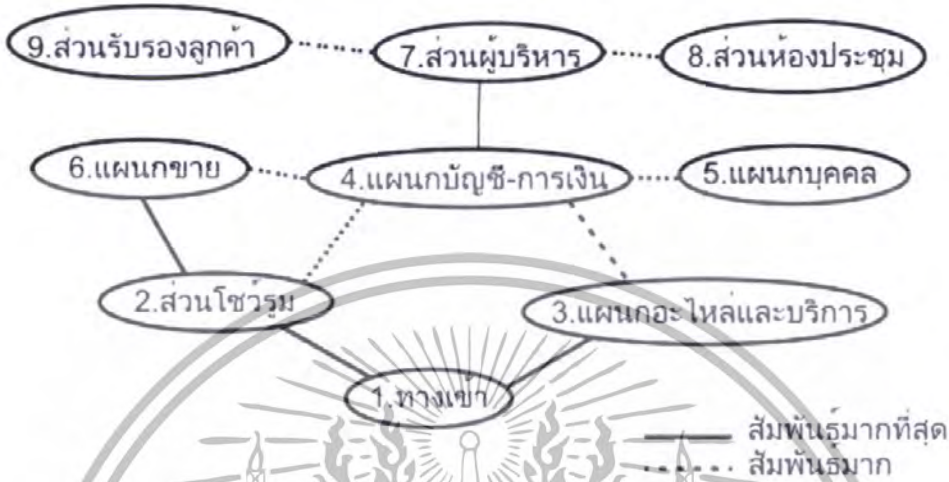 9.ส่วนรับรองลูกค้า 7.ส่วนผู้บริหาร 8.ส่วนห้องประชุม
6.แผนกขาย 4.แผนกบัญชี-การเงิน 5.แผนกบุคคล
2.ส่วนโชว์รูม 3.แผนกอะไหล่และบริการ
1.ทางเข้า
สัมพันธ์มากที่สุด
สัมพันธ์มาก